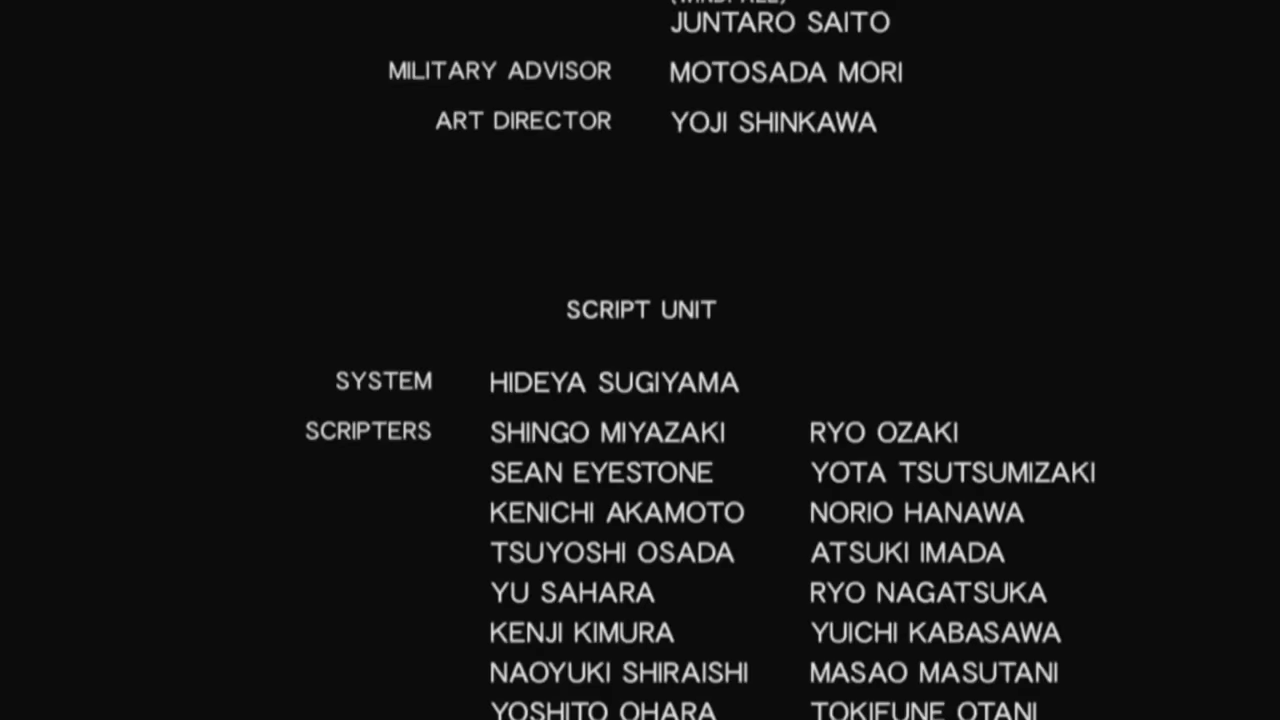 JUNTARO SAITO
MILITARY ADVISOR MOTOSADA MORI
ART DIRECTOR YOJI SHINKAWA
SCRIPT UNIT
SYSTEM HIDEYA SUGIYAMA
SCRIPTERS SHINGO MIYAZAKI RYO OZAKI
SEAN EYESTONE YOTA TSUTSUMIZAKI
KENICHI AKAMOTO NORIO HANAWA
TSUYOSHI OSADA ATSUKI IMADA
YU SAHARA RYO NAGATSUKA
KENJI KIMURA YUICHI KABASAWA
NAOYUKI SHIRAISHI MASAO MASUTANI
YOSHITO OHARA TOKIFUNE OTANI